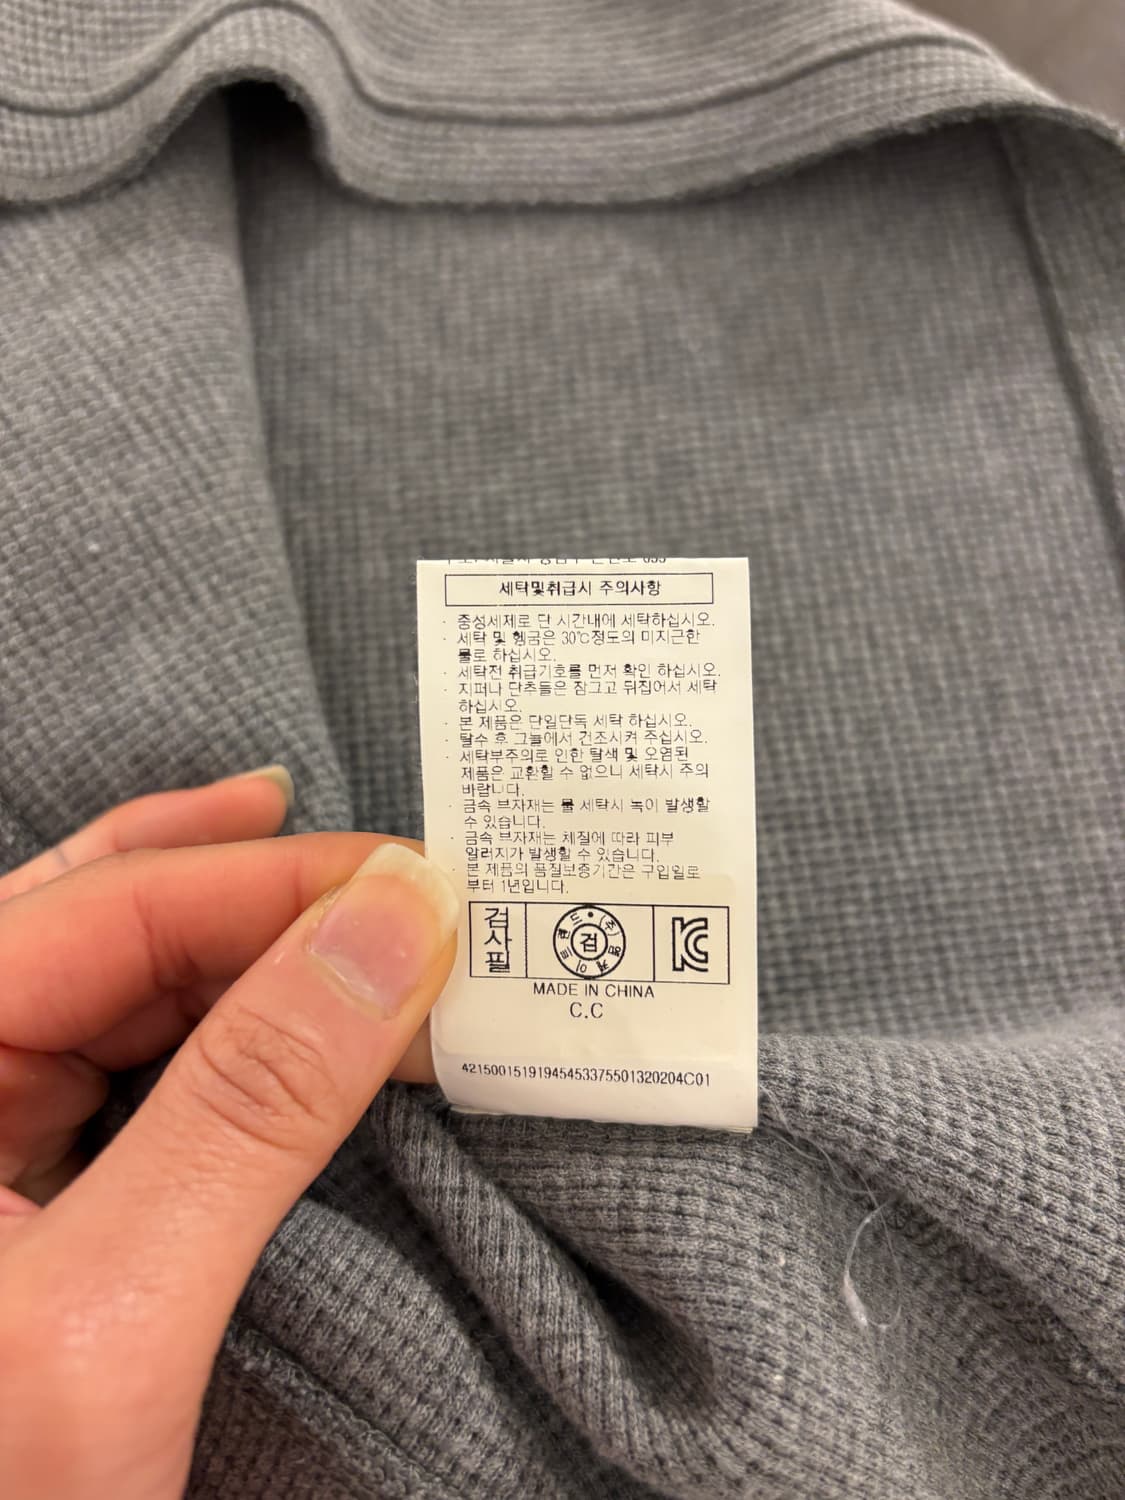 세탁및취급시 주의사항
· 중성세제로 단 시간내에 세탁하십시오.
· 세탁 및 헹굼은 30℃정도의 미지근한
물로 하십시오.
· 세탁전 취급기호를 먼저 확인 하십시오.
· 지퍼나 단추들은 잠그고 뒤집어서 세탁
하십시오.
· 본 제품은 단일단독 세탁 하십시오.
· 탈수 후 그늘에서 건조시켜 주십시오.
· 세탁부주의로 인한 탈색 및 오염된
제품은 교환할 수 없으니 세탁시 주의
바랍니다.
· 금속 부자재는 물 세탁시 녹이 발생할
수 있습니다.
· 금속 부자재는 체질에 따라 피부
알러지가 발생할 수 있습니다.
· 본 제품의 품질보증기간은 구입일로
부터 1년입니다.
검사필
검
KC
MADE IN CHINA
C.C
4215001519194545337550132020 4C01